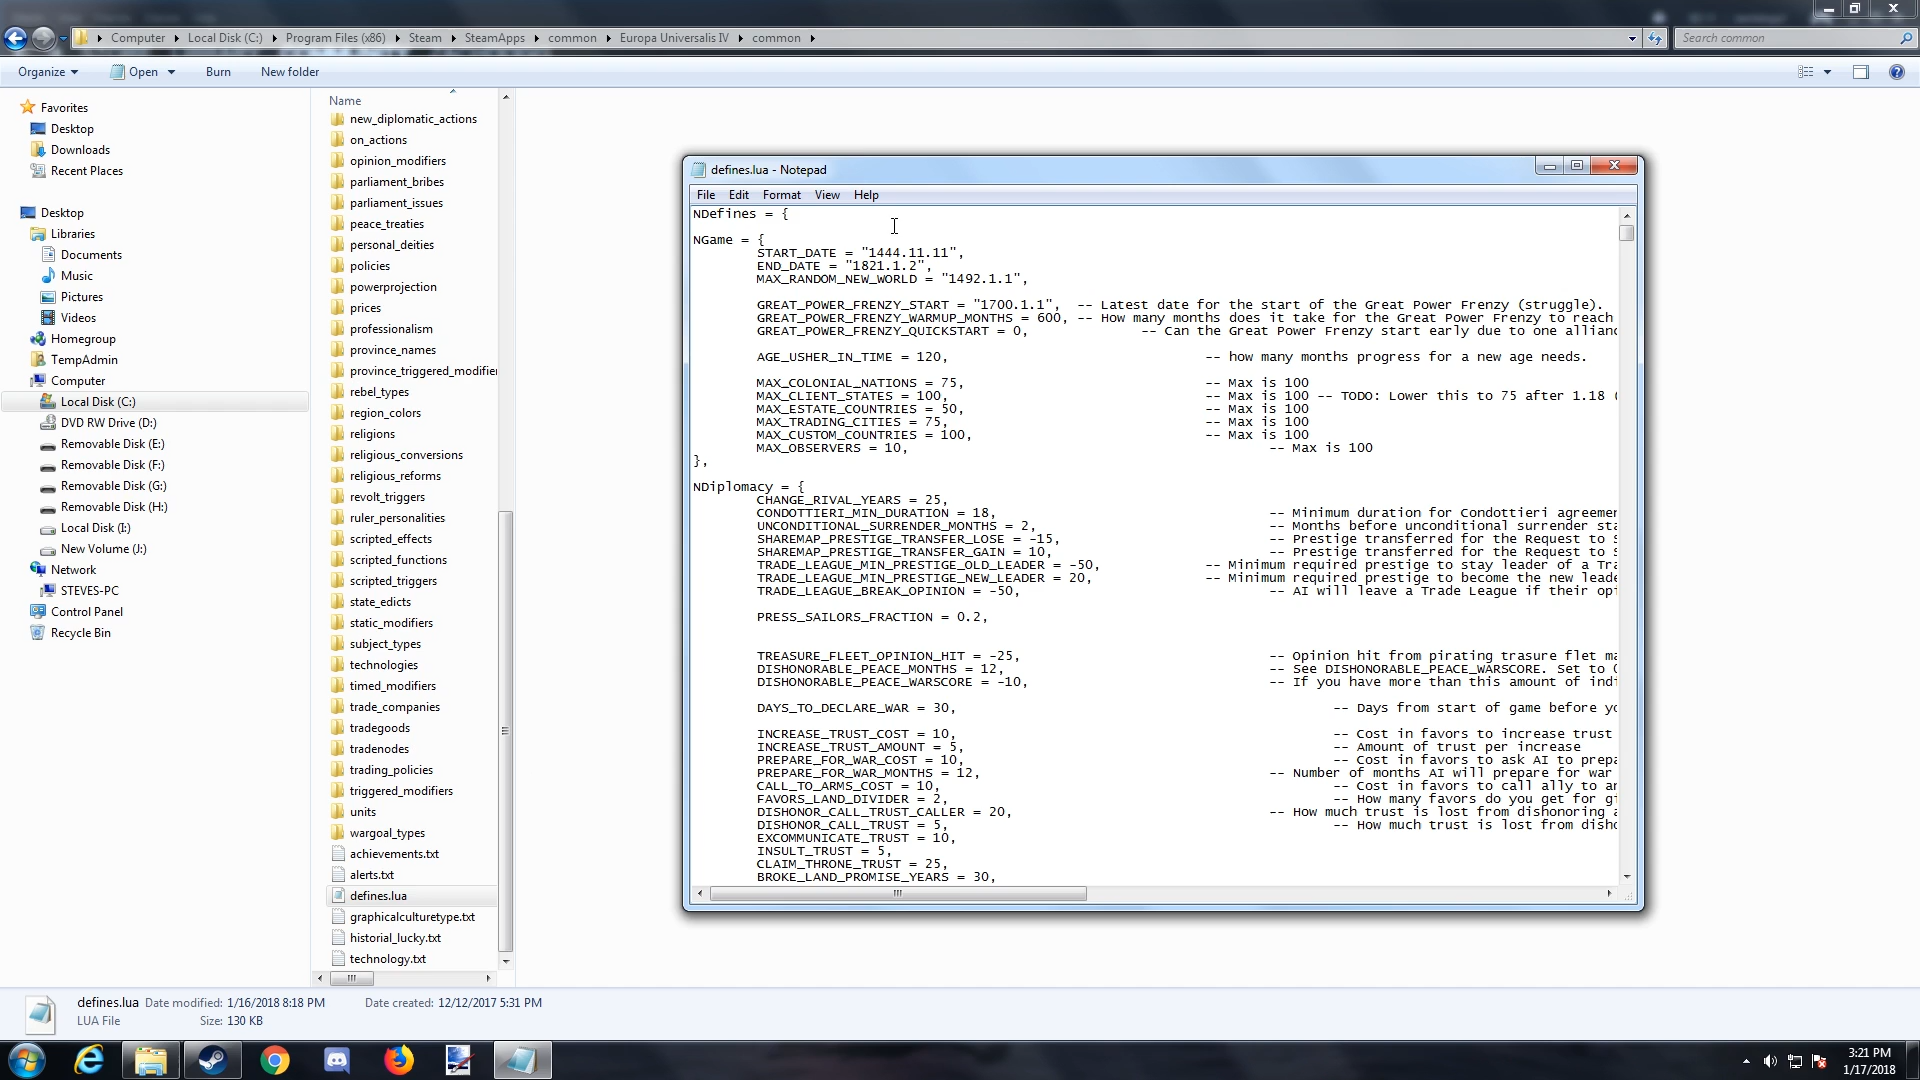 Computer
Local Disk (C:)
Program Files (x86)
Steam
SteamApps
common
Europa Universalis IV
common
Search common
Organize
Open
Burn
New folder
Favorites
Desktop
Downloads
Recent Places
Desktop
Libraries
Documents
Music
Pictures
Videos
Homegroup
TempAdmin
Computer
Local Disk (C:)
DVD RW Drive (D:)
Removable Disk (E:)
Removable Disk (F:)
Removable Disk (G:)
Removable Disk (H:)
Local Disk (I:)
New Volume (J:)
Network
STEVES-PC
Control Panel
Recycle Bin
Name
new_diplomatic_actions
on_actions
opinion_modifiers
parliament_bribes
parliament_issues
peace_treaties
personal_deities
policies
powerprojection
prices
professionalism
province_names
province_triggered_modifier
rebel_types
region_colors
religions
religious_conversions
religious_reforms
revolt_triggers
ruler_personalities
scripted_effects
scripted_functions
scripted_triggers
state_edicts
static_modifiers
subject_types
technologies
timed_modifiers
trade_companies
tradegoods
tradenodes
trading_policies
triggered_modifiers
units
wargoal_types
achievements.txt
alerts.txt
defines.lua
graphicalculturetype.txt
historial_lucky.txt
technology.txt
defines.lua - Notepad
File Edit Format View Help
NDefines = {
NGame = {
START_DATE = "1444.11.11",
END_DATE = "1821.1.2",
MAX_RANDOM_NEW_WORLD = "1492.1.1",
GREAT_POWER_FRENZY_START = "1700.1.1", -- Latest date for the start of the Great Power Frenzy (struggle).
GREAT_POWER_FRENZY_WARMUP_MONTHS = 600, -- How many months does it take for the Great Power Frenzy to reach
GREAT_POWER_FRENZY_QUICKSTART = 0, -- Can the Great Power Frenzy start early due to one allianc
AGE_USHER_IN_TIME = 120, -- how many months progress for a new age needs.
MAX_COLONIAL_NATIONS = 75, -- Max is 100
MAX_CLIENT_STATES = 100, -- Max is 100 -- TODO: Lower this to 75 after 1.18 (
MAX_ESTATE_COUNTRIES = 50, -- Max is 100
MAX_TRADING_CITIES = 75, -- Max is 100
MAX_CUSTOM_COUNTRIES = 100, -- Max is 100
MAX_OBSERVERS = 10, -- Max is 100
},
NDiplomacy = {
CHANGE_RIVAL_YEARS = 25,
CONDOTTIERI_MIN_DURATION = 18, -- Minimum duration for Condottieri agreemer
UNCONDITIONAL_SURRENDER_MONTHS = 2, -- Months before unconditional surrender sta
SHAREMAP_PRESTIGE_TRANSFER_LOSE = -15, -- Prestige transferred for the Request to S
SHAREMAP_PRESTIGE_TRANSFER_GAIN = 10, -- Prestige transferred for the Request to S
TRADE_LEAGUE_MIN_PRESTIGE_OLD_LEADER = -50, -- Minimum required prestige to stay leader of a Tra
TRADE_LEAGUE_MIN_PRESTIGE_NEW_LEADER = 20, -- Minimum required prestige to become the new leade
TRADE_LEAGUE_BREAK_OPINION = -50, -- AI will leave a Trade League if their opi
PRESS_SAILORS_FRACTION = 0.2,
TREASURE_FLEET_OPINION_HIT = -25, -- Opinion hit from pirating trasure flet ma
DISHONORABLE_PEACE_MONTHS = 12, -- See DISHONORABLE_PEACE_WARSCORE. Set to 0
DISHONORABLE_PEACE_WARSCORE = -10, -- If you have more than this amount of indi
DAYS_TO_DECLARE_WAR = 30, -- Days from start of game before yo
INCREASE_TRUST_COST = 10, -- Cost in favors to increase trust
INCREASE_TRUST_AMOUNT = 5, -- Amount of trust per increase
PREPARE_FOR_WAR_COST = 10, -- Cost in favors to ask AI to prepa
PREPARE_FOR_WAR_MONTHS = 12, -- Number of months AI will prepare for war
CALL_TO_ARMS_COST = 10, -- Cost in favors to call ally to ar
FAVORS_LAND_DIVIDER = 2, -- How many favors do you get for gi
DISHONOR_CALL_TRUST_CALLER = 20, -- How much trust is lost from dishonoring a
DISHONOR_CALL_TRUST = 5, -- How much trust is lost from disho
EXCOMMUNICATE_TRUST = 10,
INSULT_TRUST = 5,
CLAIM_THRONE_TRUST = 25,
BROKE_LAND_PROMISE_YEARS = 30,
defines.lua Date modified: 1/16/2018 8:18 PM Date created: 12/12/2017 5:31 PM
LUA File Size: 130 KB
3:21 PM
1/17/2018